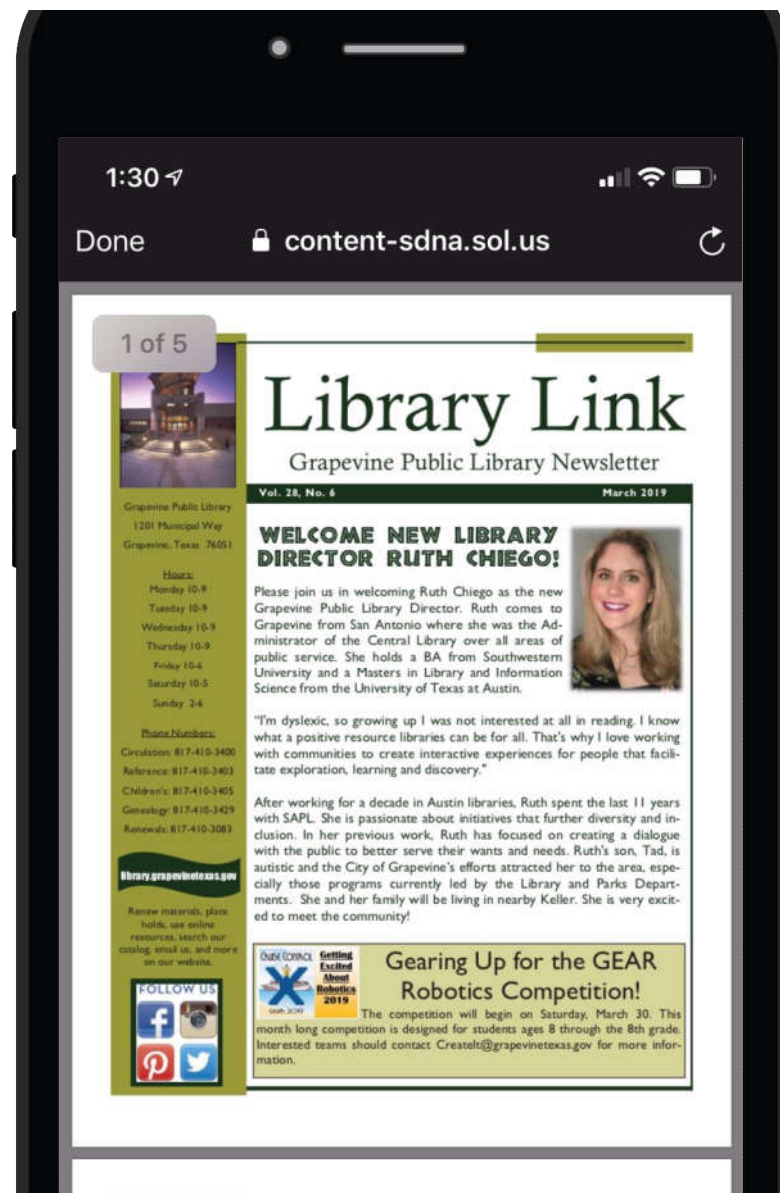 1:30
Done
content-sdna.sol.us
1 of 5
Library Link
Grapevine Public Library Newsletter
Vol. 28, No. 6 March 2019
Grapevine Public Library
1201 Municipal Way
Grapevine, Texas 76051
Hours:
Monday 10-9
Tuesday 10-9
Wednesday 10-9
Thursday 10-9
Friday 10-6
Saturday 10-5
Sunday 2-6
Phone Numbers:
Circulation: 817-410-3400
Reference: 817-410-3403
Children's: 817-410-3405
Genealogy: 817-410-3429
Renewals: 817-410-3083
library.grapevinetexas.gov
Renew materials, place
holds, use online
resources, search our
catalog, email us, and more
on our website.
FOLLOW US
WELCOME NEW LIBRARY
DIRECTOR RUTH CHIEGO!
Please join us in welcoming Ruth Chiego as the new
Grapevine Public Library Director. Ruth comes to
Grapevine from San Antonio where she was the Ad-
ministrator of the Central Library over all areas of
public service. She holds a BA from Southwestern
University and a Masters in Library and Information
Science from the University of Texas at Austin.
"I'm dyslexic, so growing up I was not interested at all in reading. I know
what a positive resource libraries can be for all. That's why I love working
with communities to create interactive experiences for people that facili-
tate exploration, learning and discovery."
After working for a decade in Austin libraries, Ruth spent the last 11 years
with SAPL. She is passionate about initiatives that further diversity and in-
clusion. In her previous work, Ruth has focused on creating a dialogue
with the public to better serve their wants and needs. Ruth's son, Tad, is
autistic and the City of Grapevine's efforts attracted her to the area, espe-
cially those programs currently led by the Library and Parks Depart-
ments. She and her family will be living in nearby Keller. She is very excit-
ed to meet the community!
CRUISE CONTROL
GEAR 2019
Getting
Excited
About
Robotics
2019
Gearing Up for the GEAR
Robotics Competition!
The competition will begin on Saturday, March 30. This
month long competition is designed for students ages 8 through the 8th grade.
Interested teams should contact CreateIt@grapevinetexas.gov for more infor-
mation.